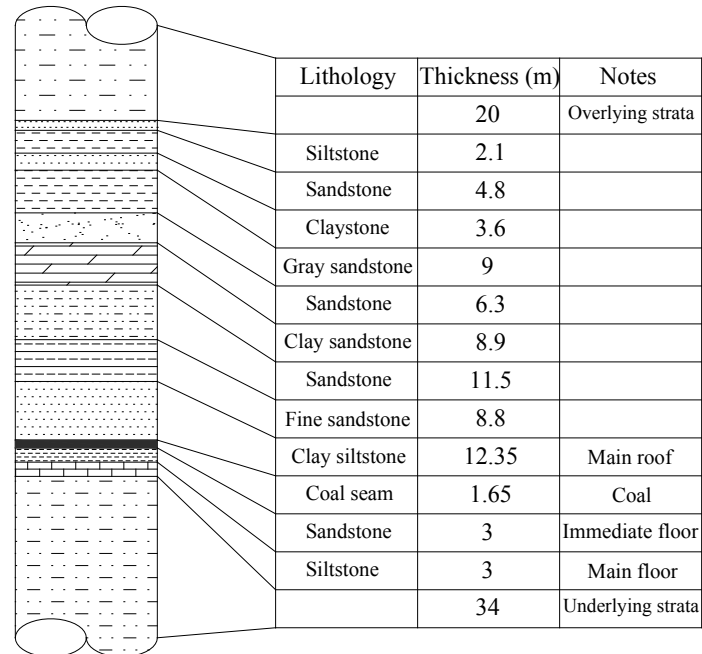 Lithology Thickness (m) Notes
20 Overlying strata
Siltstone 2.1
Sandstone 4.8
Claystone 3.6
Gray sandstone 9
Sandstone 6.3
Clay sandstone 8.9
Sandstone 11.5
Fine sandstone 8.8
Clay siltstone 12.35 Main roof
Coal seam 1.65 Coal
Sandstone 3 Immediate floor
Siltstone 3 Main floor
34 Underlying strata